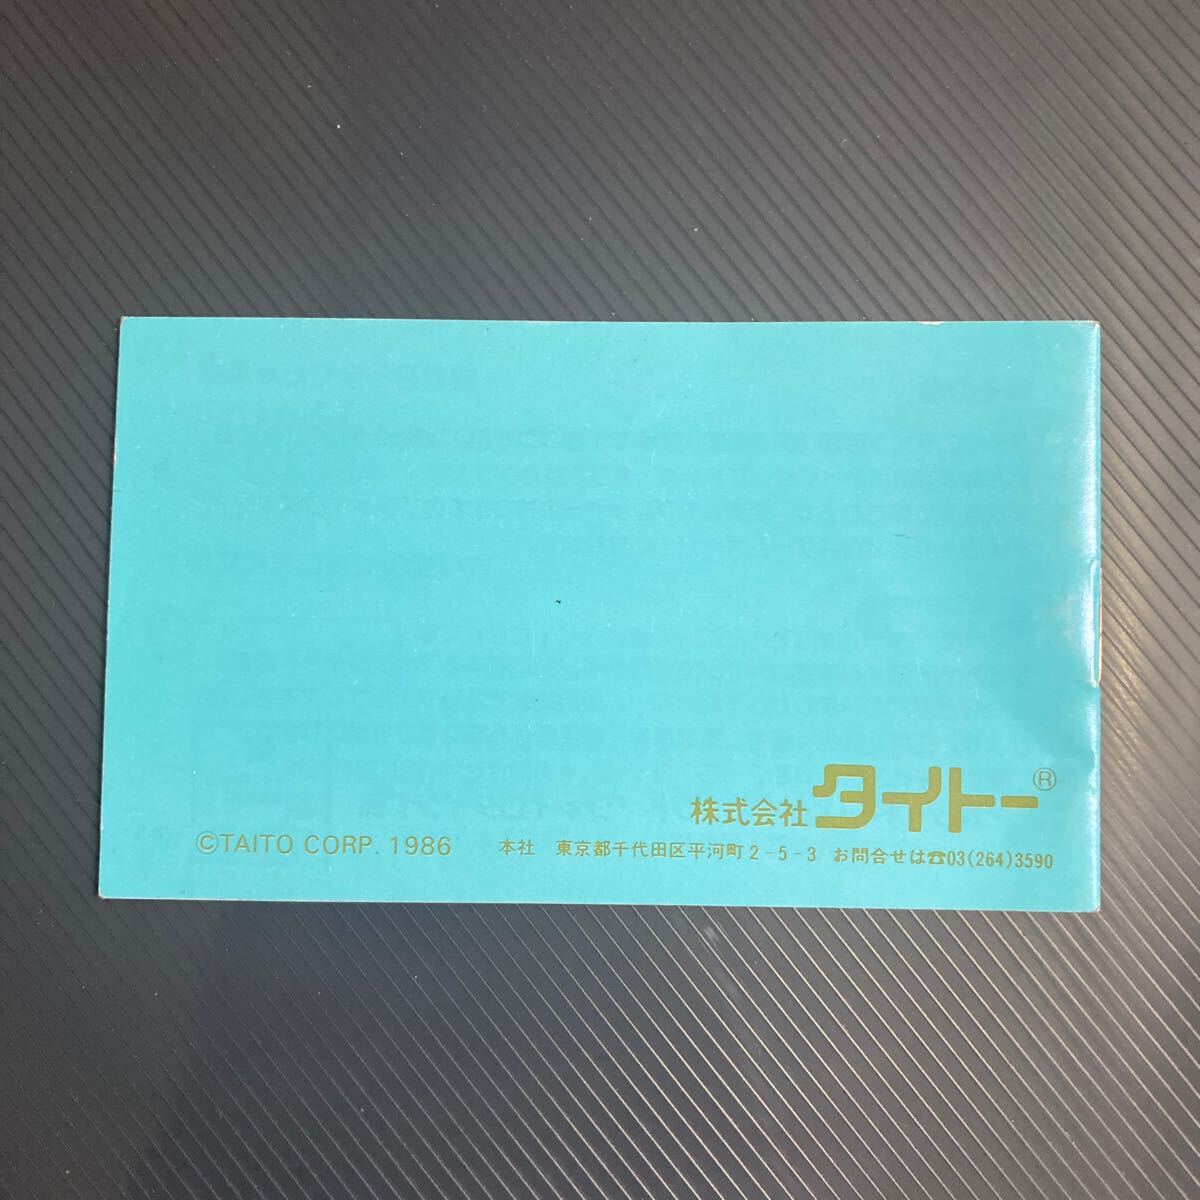 株式会社 タイトー®
©TAITO CORP. 1986 本社 東京都千代田区平河町2-5-3 お問合せは☎03(264)3590